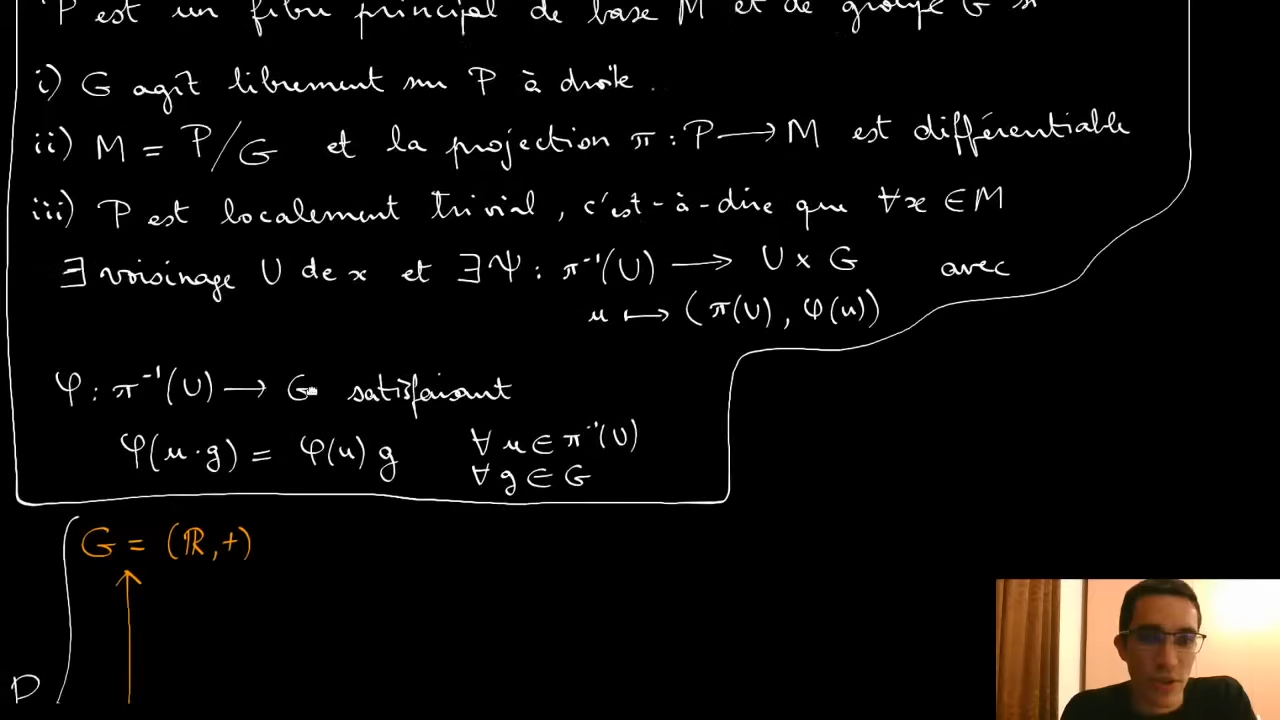 P est un fibré principal de base M et de groupe G si
i) G agit librement sur P à droite.
ii) M = P/G et la projection π : P ⟶ M est différentiable
iii) P est localement trivial, c'est-à-dire que ∀x ∈ M
∃ voisinage U de x et ∃Ψ : π⁻¹(U) ⟶ U × G avec
u ⟼ (π(U), φ(u))
φ : π⁻¹(U) ⟶ G satisfaisant
φ(u·g) = φ(u) g ∀ u ∈ π⁻¹(U)
∀ g ∈ G
G = (ℝ, +)
P